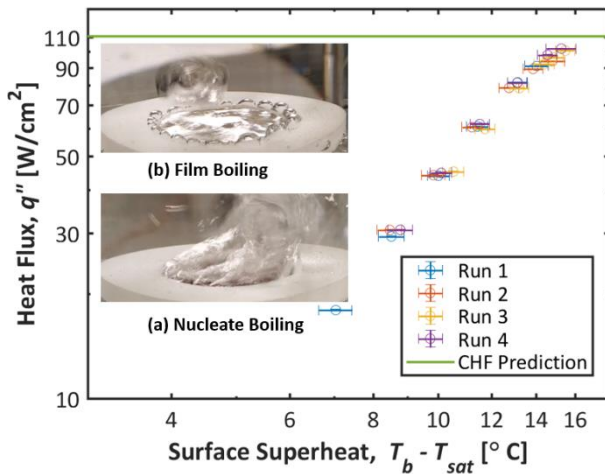 110
90
70
50
30
10
Heat Flux, q" [W/cm²]
(b) Film Boiling
(a) Nucleate Boiling
Run 1
Run 2
Run 3
Run 4
CHF Prediction
4 6 8 10 12 14 16
Surface Superheat, T_b - T_sat [° C]